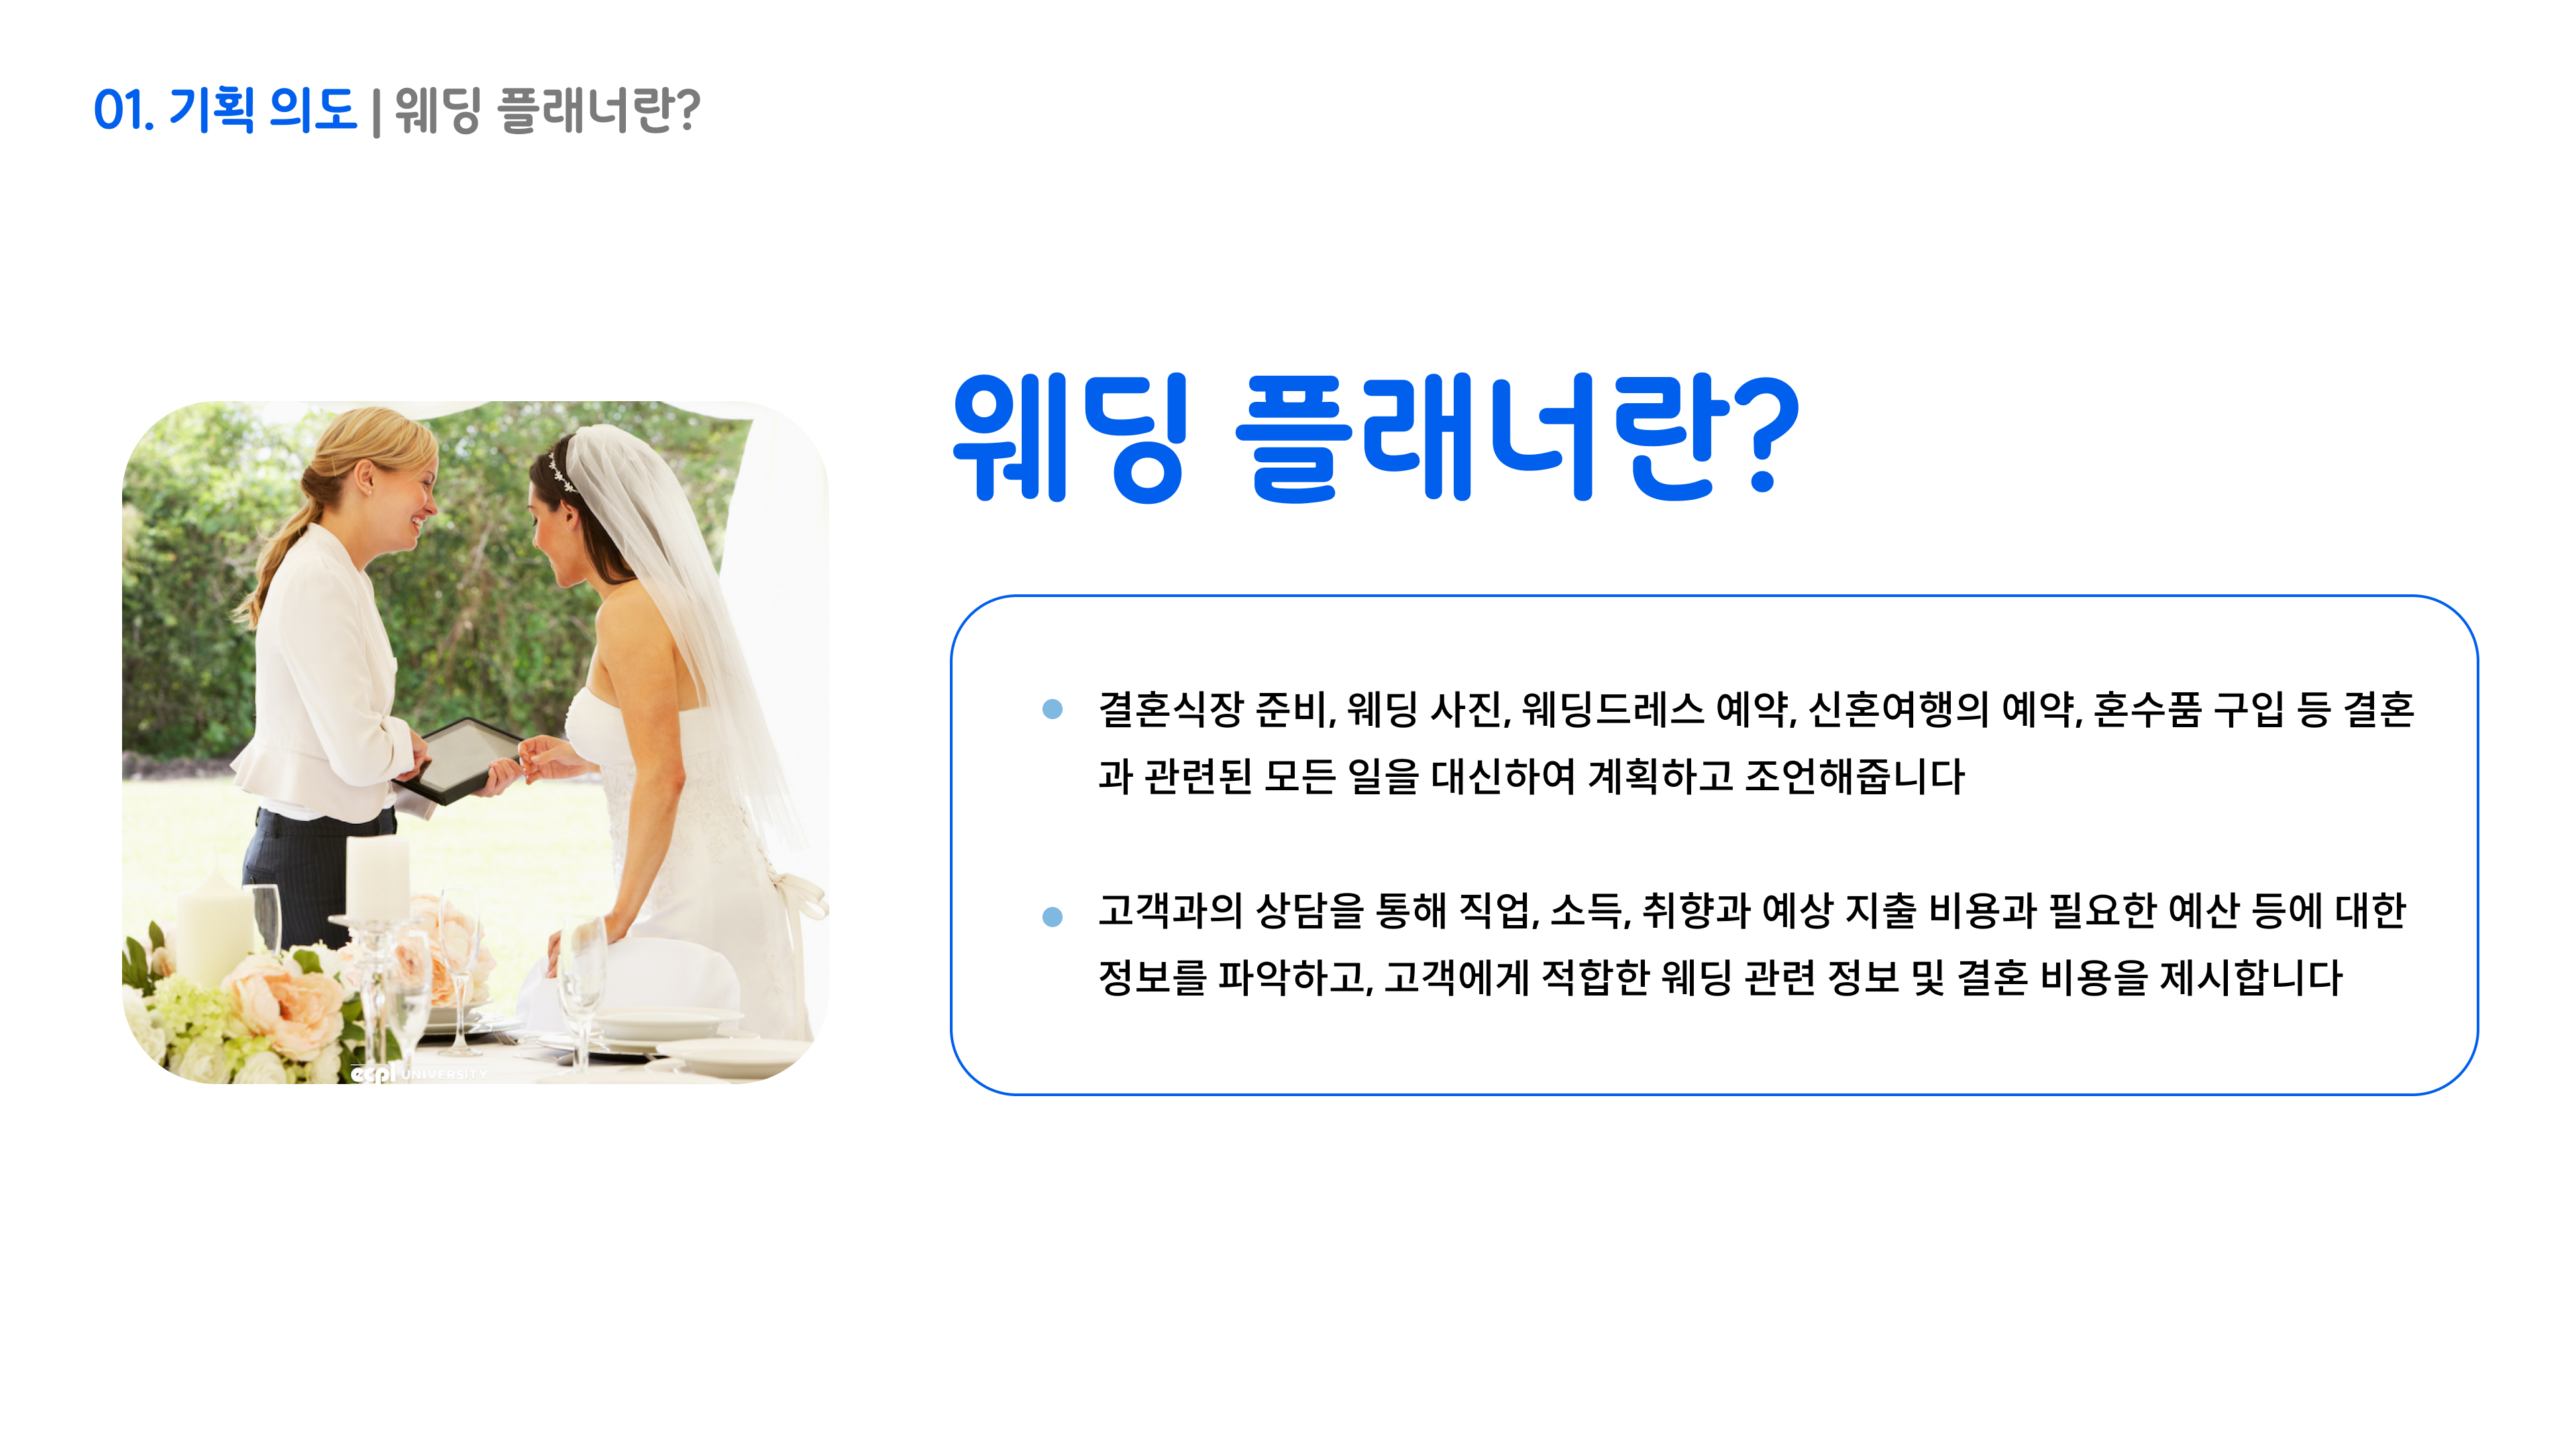 01. 기획 의도 | 웨딩 플래너란?
웨딩 플래너란?
결혼식장 준비, 웨딩 사진, 웨딩드레스 예약, 신혼여행의 예약, 혼수품 구입 등 결혼
과 관련된 모든 일을 대신하여 계획하고 조언해줍니다
고객과의 상담을 통해 직업, 소득, 취향과 예상 지출 비용과 필요한 예산 등에 대한
정보를 파악하고, 고객에게 적합한 웨딩 관련 정보 및 결혼 비용을 제시합니다
ecpi UNIVERSITY